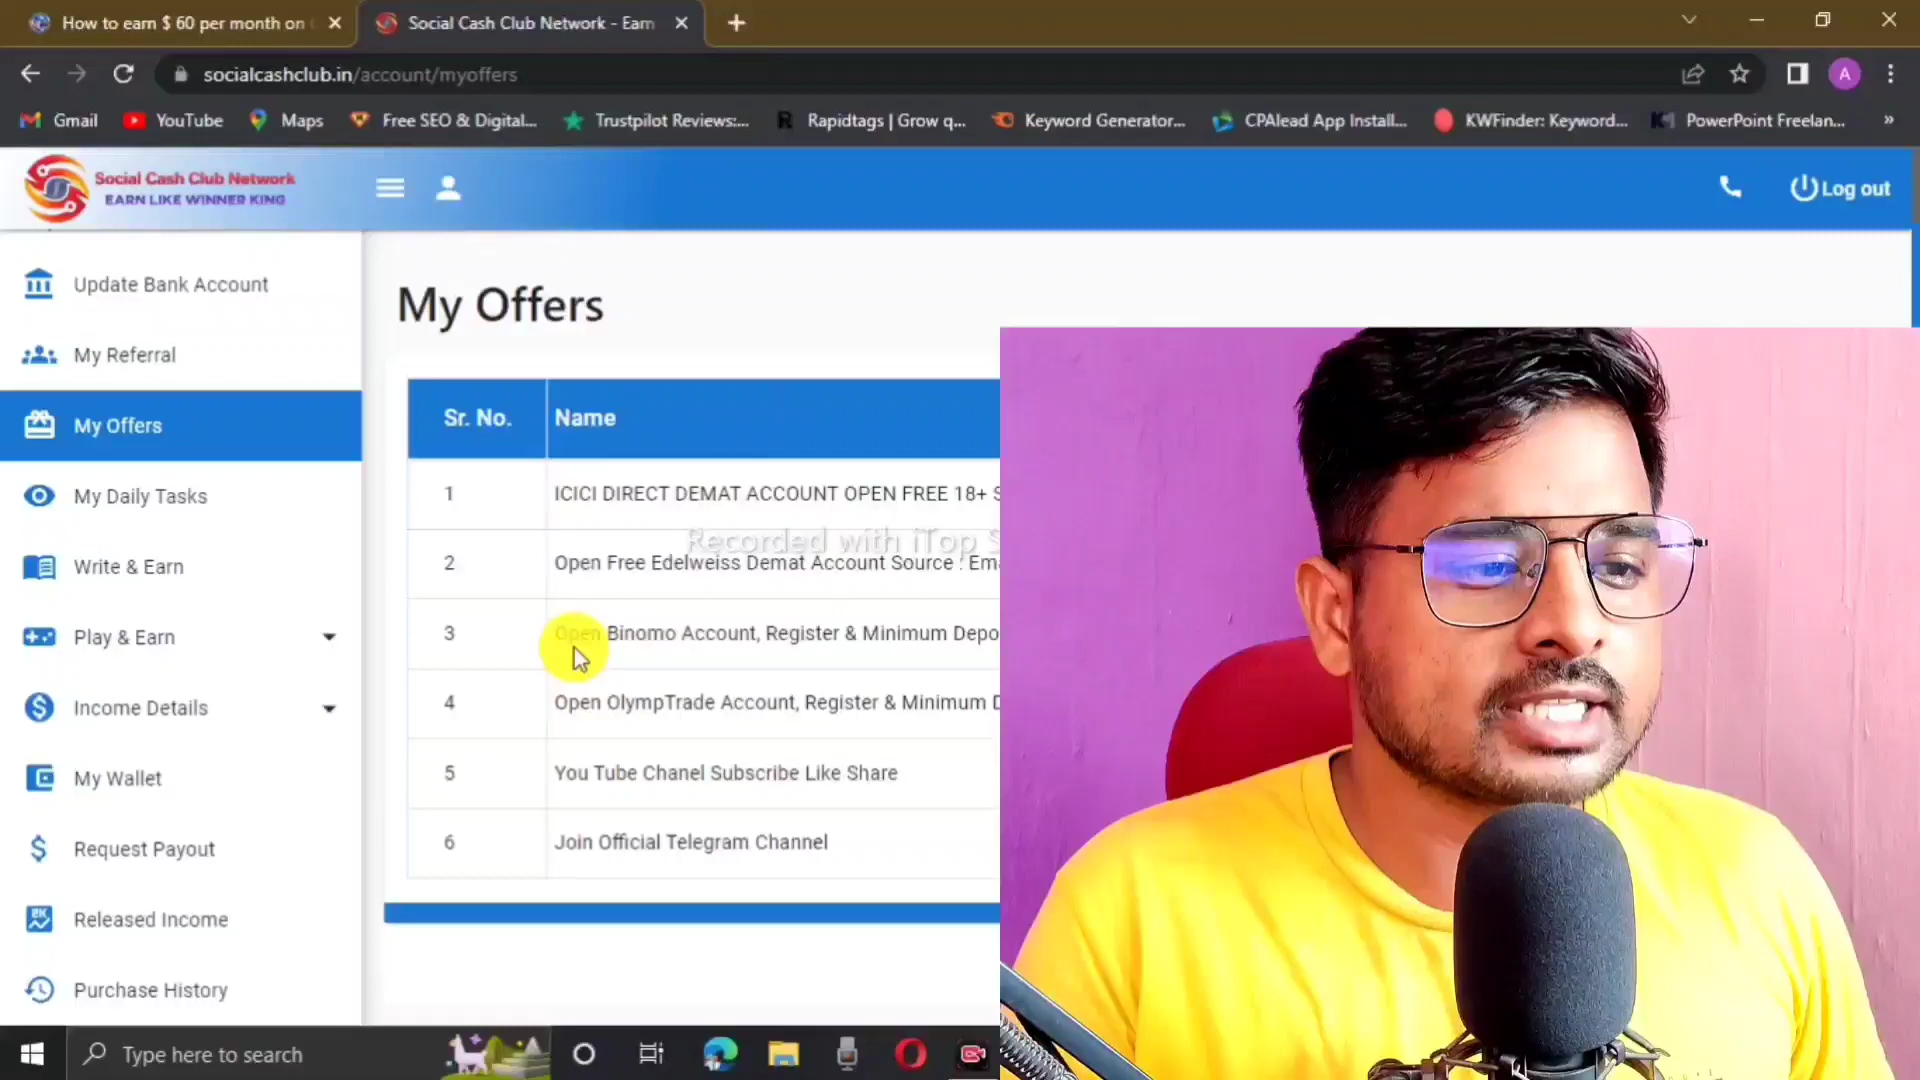 How to earn $ 60 per month on
Social Cash Club Network - Earn
socialcashclub.in/account/myoffers
A
Gmail
YouTube
Maps
Free SEO & Digital...
Trustpilot Reviews:...
Rapidtags | Grow q...
Keyword Generator...
CPAlead App Install...
KWFinder: Keyword...
PowerPoint Freelan...
Social Cash Club Network
EARN LIKE WINNER KING
Log out
Update Bank Account
My Referral
My Offers
My Daily Tasks
Write & Earn
Play & Earn
Income Details
My Wallet
Request Payout
Released Income
Purchase History
My Offers
Sr. No. Name
1 ICICI DIRECT DEMAT ACCOUNT OPEN FREE 18+ S
Recorded with iTop S
2 Open Free Edelweiss Demat Account Source : Em
3 Open Binomo Account, Register & Minimum Depo
4 Open OlympTrade Account, Register & Minimum D
5 You Tube Chanel Subscribe Like Share
6 Join Official Telegram Channel
Type here to search